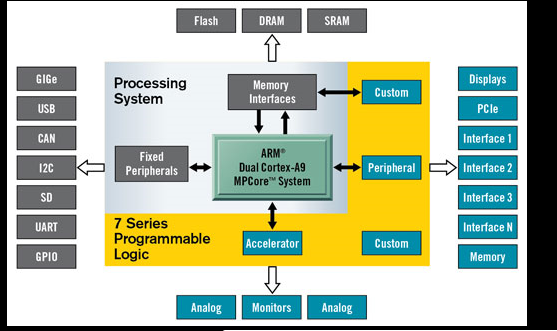 Flash
DRAM
SRAM
GIGe
USB
CAN
I2C
SD
UART
GPIO
Processing
System
Memory
Interfaces
Custom
Fixed
Peripherals
ARM®
Dual Cortex-A9
MPCore™ System
Peripheral
7 Series
Programmable
Logic
Accelerator
Custom
Displays
PCIe
Interface 1
Interface 2
Interface 3
Interface N
Memory
Analog
Monitors
Analog